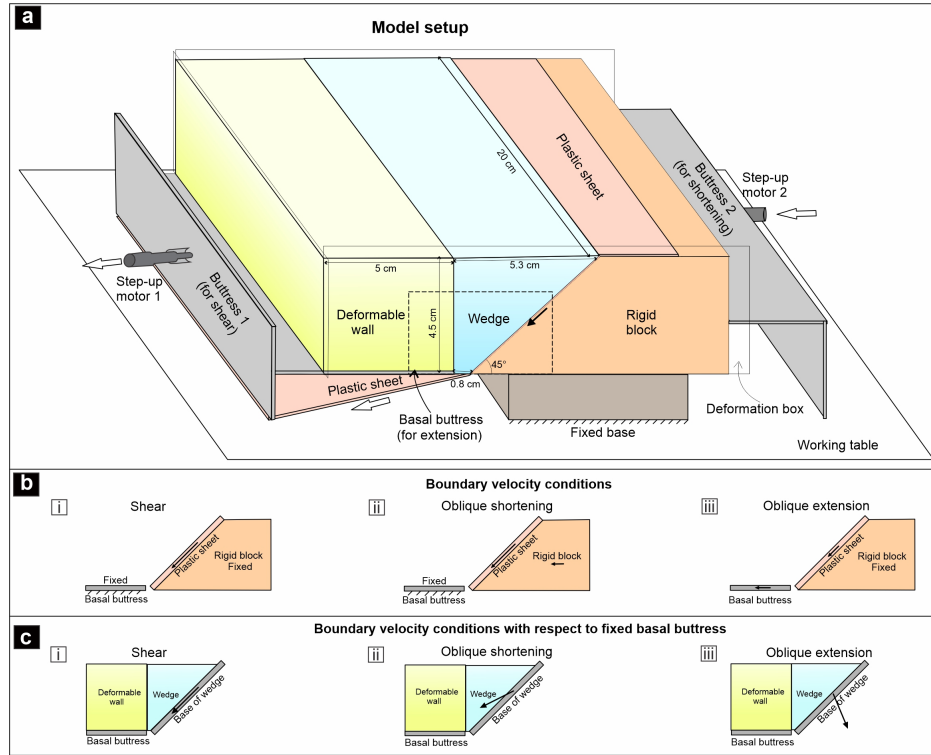 a
Model setup
20 cm
Plastic sheet
Buttress 2
(for shortening)
Step-up
motor 2
Step-up
motor 1
Buttress 1
(for shear)
5 cm
5.3 cm
Deformable
wall
4.5 cm
Wedge
Rigid
block
45°
0.8 cm
Plastic sheet
Basal buttress
(for extension)
Fixed base
Deformation box
Working table
b
Boundary velocity conditions
i
Shear
Plastic sheet
Rigid block
Fixed
Fixed
Basal buttress
ii
Oblique shortening
Plastic sheet
Rigid block
Fixed
Basal buttress
iii
Oblique extension
Plastic sheet
Rigid block
Fixed
Basal buttress
c
Boundary velocity conditions with respect to fixed basal buttress
i
Shear
Deformable
wall
Wedge
Base of wedge
Basal buttress
ii
Oblique shortening
Deformable
wall
Wedge
Base of wedge
Basal buttress
iii
Oblique extension
Deformable
wall
Wedge
Base of wedge
Basal buttress